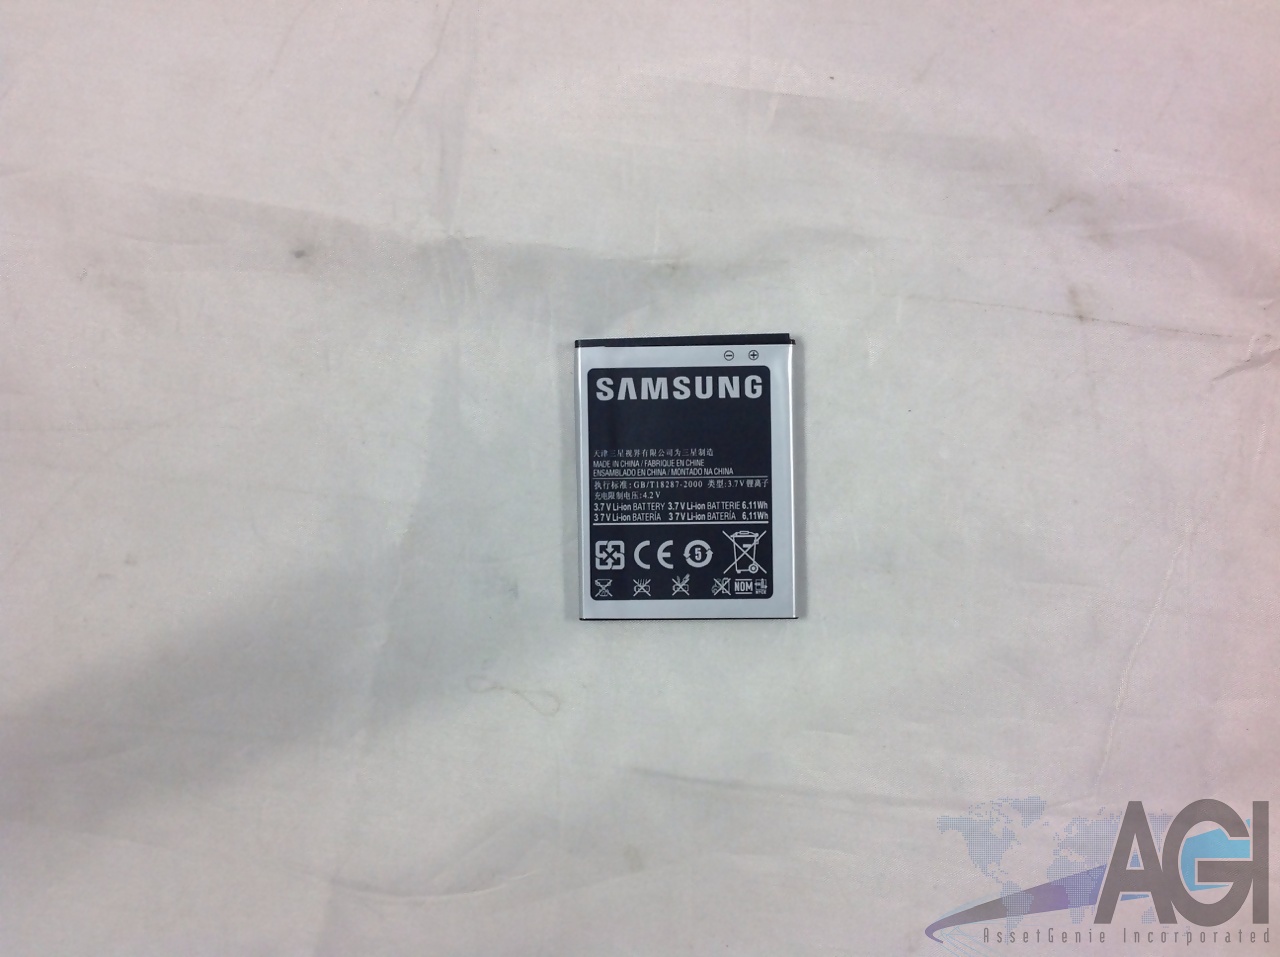 SAMSUNG
天津三星视界有限公司为三星制造
MADE IN CHINA / FABRIQUE EN CHINE
ENSAMBLADO EN CHINA / MONTADO NA CHINA
执行标准: GB/T18287-2000 类型: 3.7V 锂离子
充电限制电压: 4.2V
3.7 V Li-ion BATTERY 3.7 V Li-ion BATTERIE 6.11Wh
3 7 V Li-ion BATERÍA 3 7 V Li-ion BATERIA 6,11Wh
CE 5
NOM
AGI
AssetGenie Incorporated